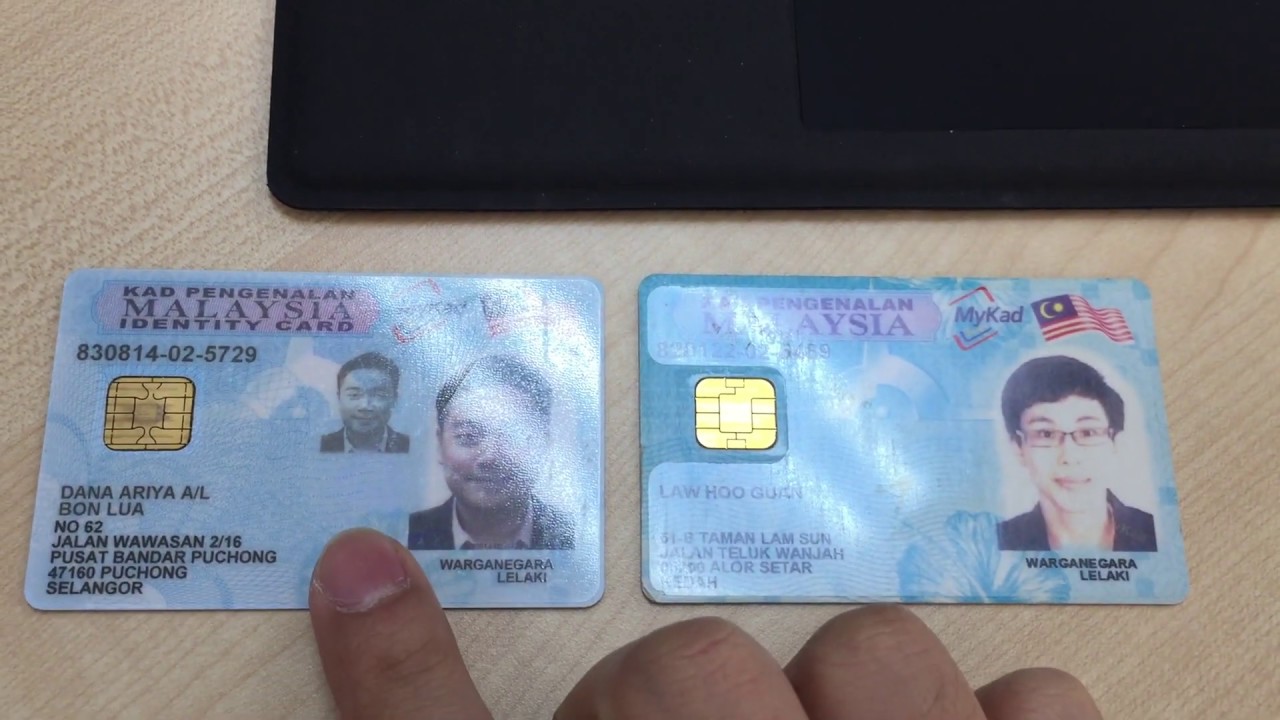 KAD PENGENALAN
MALAYSIA
IDENTITY CARD
830814-02-5729
DANA ARIYA A/L
BON LUA
NO 62
JALAN WAWASAN 2/16
PUSAT BANDAR PUCHONG
47160 PUCHONG
SELANGOR
WARGANEGARA
LELAKI
PENGENALAN
MALAYSIA
MyKad
LAW HOO GUAN
TAMAN LAM SUN
JALAN TELUK WANJAH
ALOR SETAR
KEDAH
WARGANEGARA
LELAKI